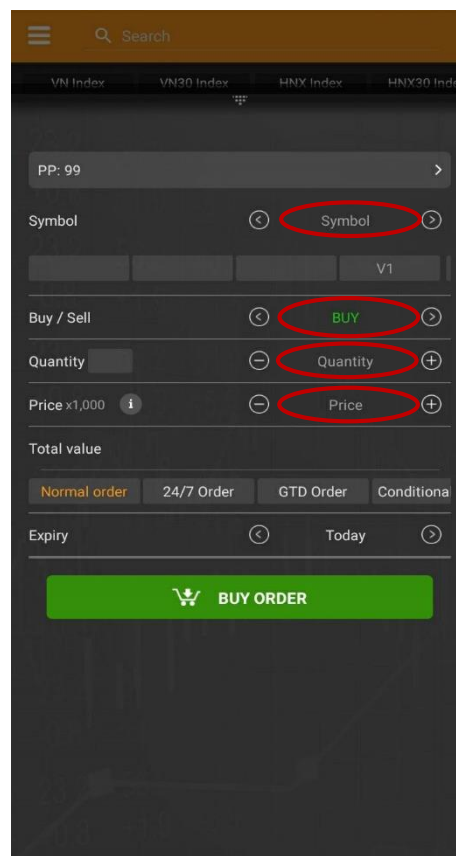 Search
VN Index VN30 Index HNX Index HNX30 Inde
PP: 99
Symbol Symbol
V1
Buy / Sell BUY
Quantity Quantity
Price x1,000 i Price
Total value
Normal order 24/7 Order GTD Order Conditiona
Expiry Today
BUY ORDER